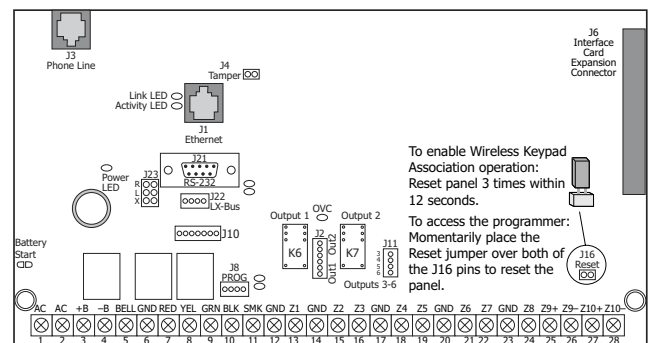 J3
Phone Line
J6
Interface
Card
Expansion
Connector
J4
Tamper
Link LED
Activity LED
J1
Ethernet
To enable Wireless Keypad
Association operation:
Reset panel 3 times within
12 seconds.
To access the programmer:
Momentarily place the
Reset jumper over both of
the J16 pins to reset the
panel.
J16
Reset
Power
LED
J23
R
L
X
J21
RS-232
J22
LX-Bus
J10
OVC
Output 1
Output 2
J2
Out2
Out1
K6
K7
J11
3
4
5
6
Outputs 3-6
Battery
Start
J8
PROG
AC AC +B –B BELL GND RED YEL GRN BLK SMK GND Z1 GND Z2 Z3 GND Z4 Z5 GND Z6 Z7 GND Z8 Z9+ Z9– Z10+ Z10–
1 2 3 4 5 6 7 8 9 10 11 12 13 14 15 16 17 18 19 20 21 22 23 24 25 26 27 28